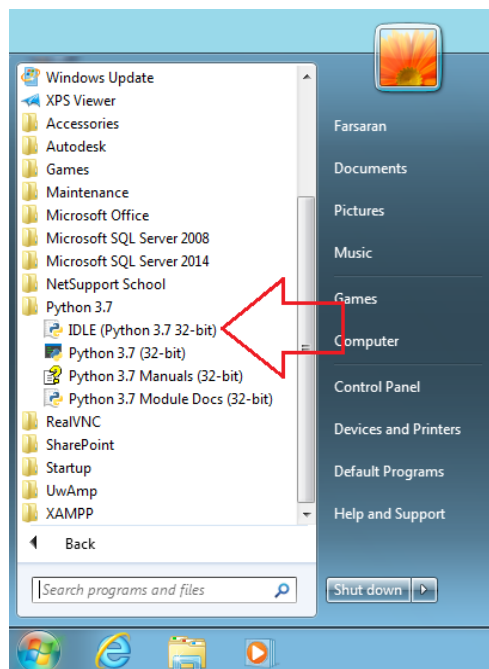 Windows Update
XPS Viewer
Accessories
Autodesk
Games
Maintenance
Microsoft Office
Microsoft SQL Server 2008
Microsoft SQL Server 2014
NetSupport School
Python 3.7
IDLE (Python 3.7 32-bit)
Python 3.7 (32-bit)
Python 3.7 Manuals (32-bit)
Python 3.7 Module Docs (32-bit)
RealVNC
SharePoint
Startup
UwAmp
XAMPP
Back
Search programs and files
Farsaran
Documents
Pictures
Music
Games
Computer
Control Panel
Devices and Printers
Default Programs
Help and Support
Shut down